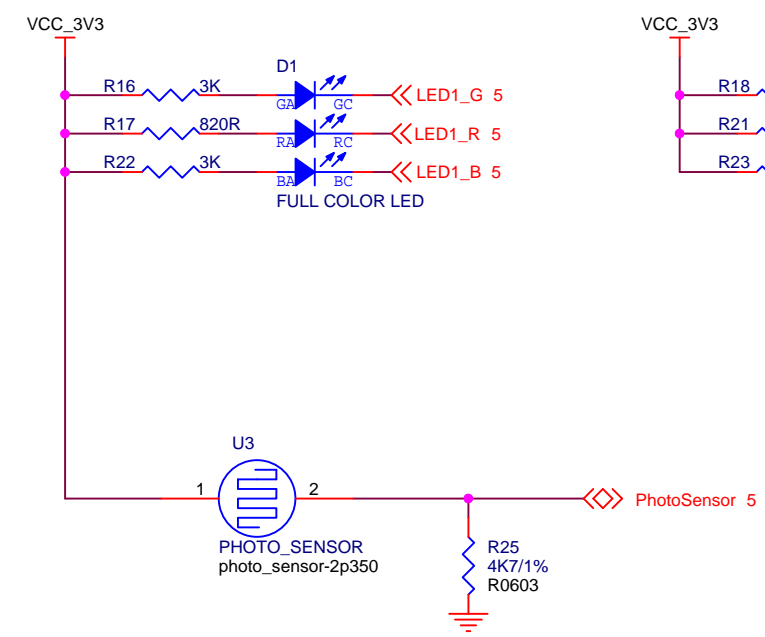 VCC_3V3 VCC_3V3
D1
R16 3K LED1_G 5 R18
GA GC
R17 820R LED1_R 5 R21
RA RC
R22 3K LED1_B 5 R23
BA BC
FULL COLOR LED
U3
1 2
PhotoSensor 5
PHOTO_SENSOR R25
photo_sensor-2p350 4K7/1%
R0603